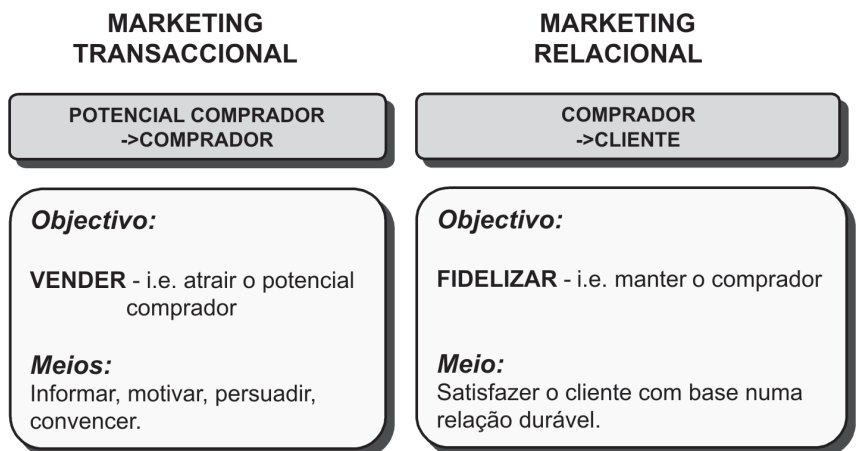 MARKETING
TRANSACCIONAL
POTENCIAL COMPRADOR
->COMPRADOR
Objectivo:
VENDER - i.e. atrair o potencial
comprador
Meios:
Informar, motivar, persuadir,
convencer.
MARKETING
RELACIONAL
COMPRADOR
->CLIENTE
Objectivo:
FIDELIZAR - i.e. manter o comprador
Meio:
Satisfazer o cliente com base numa
relação durável.